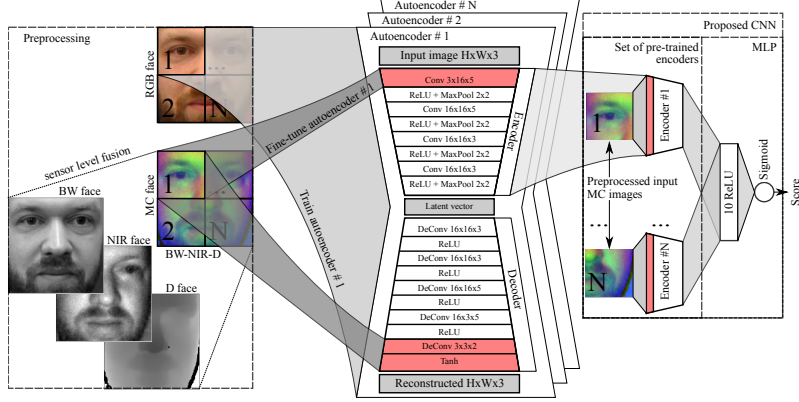 Preprocessing
RGB face
1
...
2
N
sensor level fusion
MC face
1
...
2
N
BW-NIR-D
BW face
NIR face
D face
Fine-tune autoencoder #1
Train autoencoder #1
Autoencoder # N
Autoencoder # 2
Autoencoder # 1
Input image HxWx3
Conv 3x16x5
ReLU + MaxPool 2x2
Conv 16x16x5
ReLU + MaxPool 2x2
Conv 16x16x3
ReLU + MaxPool 2x2
Conv 16x16x3
ReLU + MaxPool 2x2
Encoder
Latent vector
DeConv 16x16x3
ReLU
DeConv 16x16x3
ReLU
DeConv 16x16x5
ReLU
DeConv 16x3x5
ReLU
DeConv 3x3x2
Tanh
Decoder
Reconstructed HxWx3
Proposed CNN
Set of pre-trained
encoders
MLP
1
Encoder #1
Preprocessed input
MC images
...
...
N
Encoder #N
10 ReLU
Sigmoid
Score